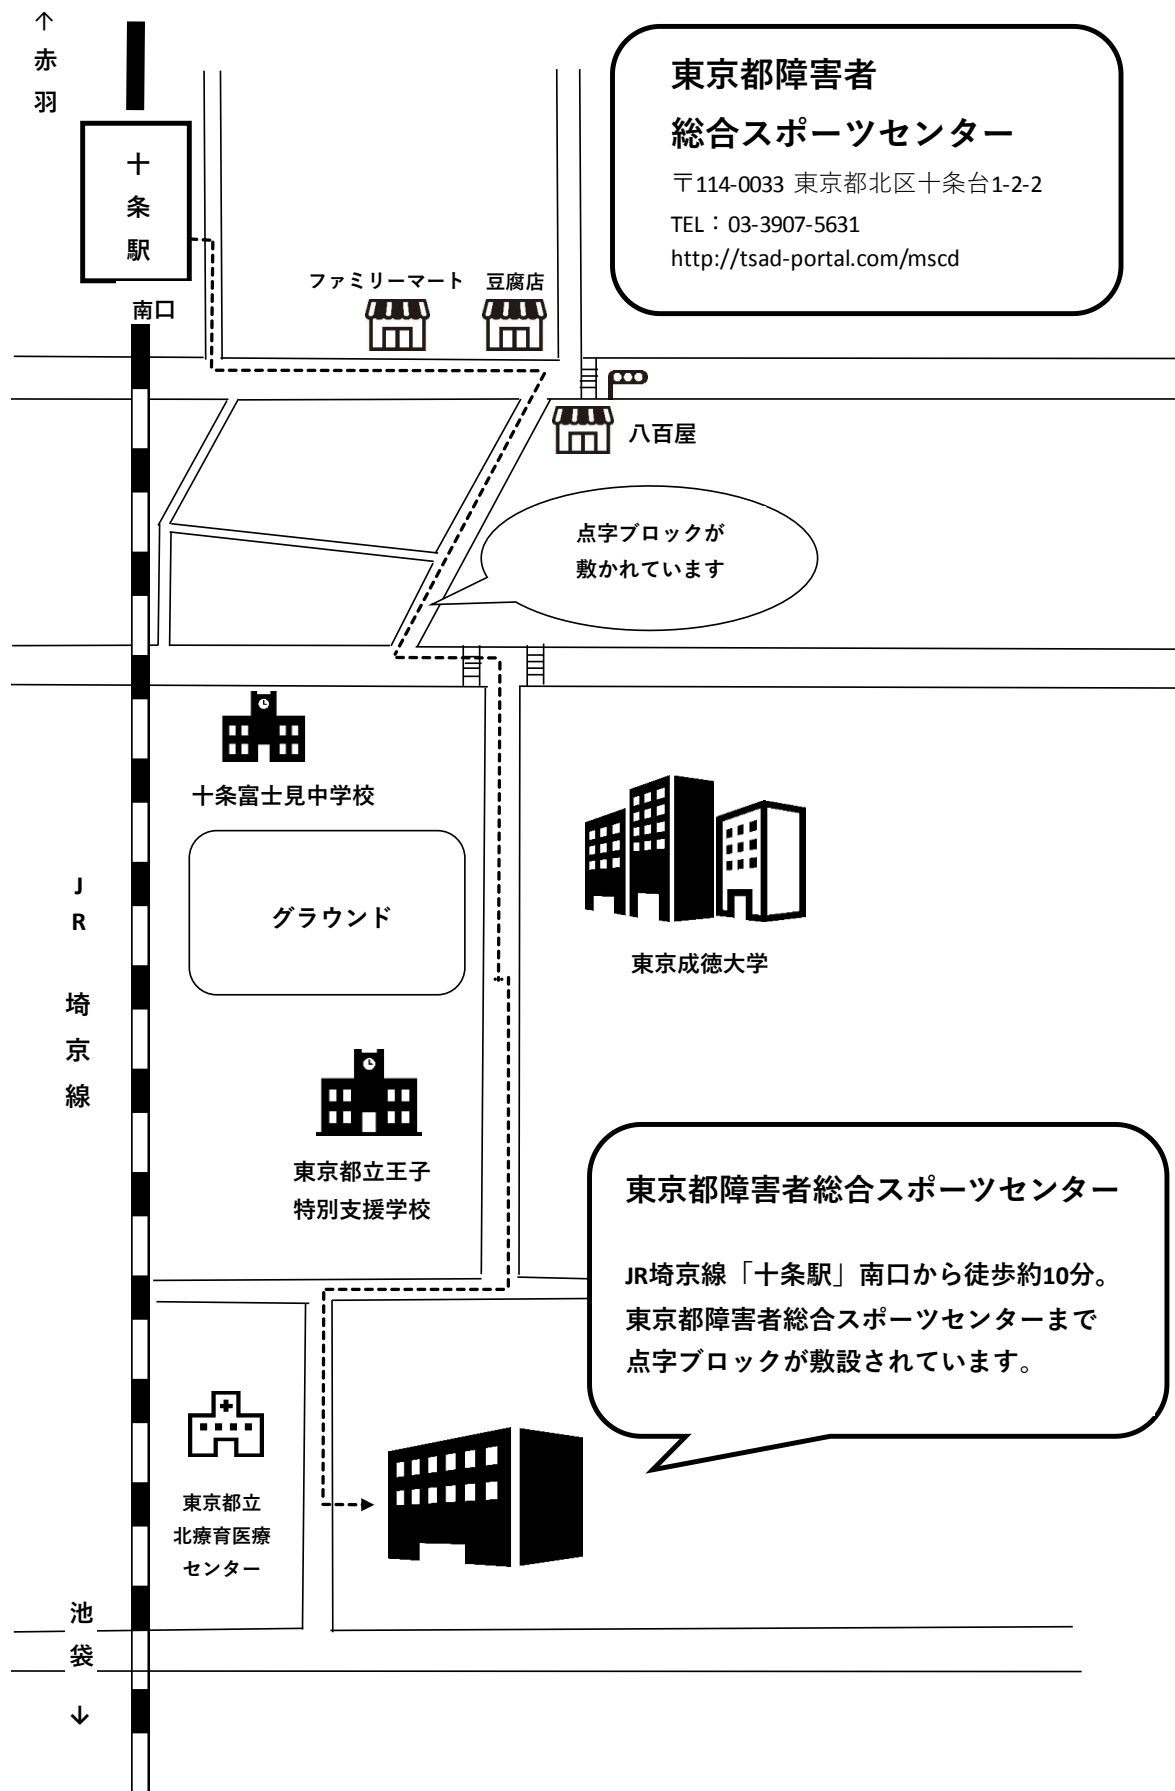 ↑
赤
羽
十
条
駅
南口
東京都障害者
総合スポーツセンター
〒114-0033 東京都北区十条台1-2-2
TEL：03-3907-5631
http://tsad-portal.com/mscd
ファミリーマート
豆腐店
八百屋
点字ブロックが
敷かれています
十条富士見中学校
グラウンド
東京成徳大学
J
R
埼
京
線
東京都立王子
特別支援学校
東京都障害者総合スポーツセンター
JR埼京線「十条駅」南口から徒歩約10分。
東京都障害者総合スポーツセンターまで
点字ブロックが敷設されています。
東京都立
北療育医療
センター
池
袋
↓